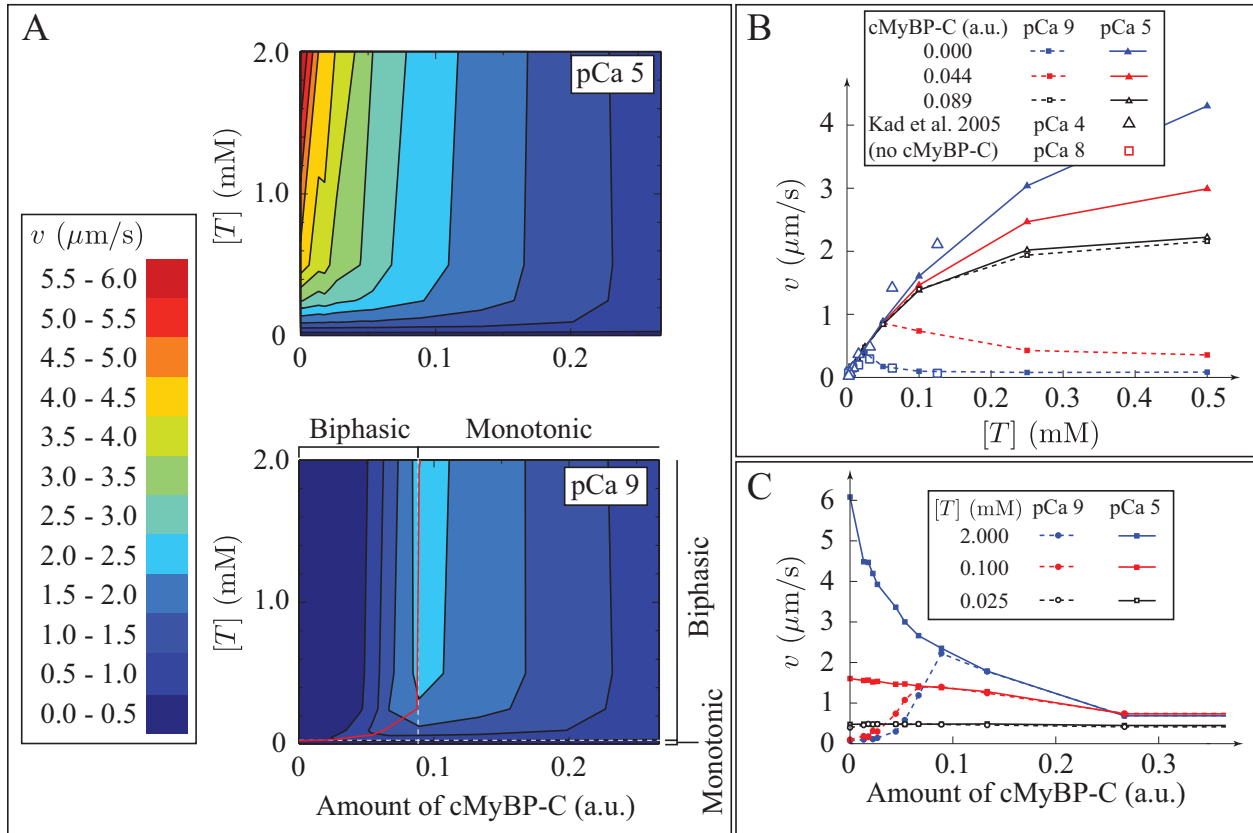 A
v (μm/s)
5.5 - 6.0
5.0 - 5.5
4.5 - 5.0
4.0 - 4.5
3.5 - 4.0
3.0 - 3.5
2.5 - 3.0
2.0 - 2.5
1.5 - 2.0
1.0 - 1.5
0.5 - 1.0
0.0 - 0.5
pCa 5
[T] (mM)
2.0
1.0
0
0 0.1 0.2
Biphasic Monotonic
pCa 9
[T] (mM)
2.0
1.0
0
0 0.1 0.2
Amount of cMyBP-C (a.u.)
Biphasic
Monotonic
B
cMyBP-C (a.u.) pCa 9 pCa 5
0.000
0.044
0.089
Kad et al. 2005 pCa 4
(no cMyBP-C) pCa 8
v (μm/s)
4
3
2
1
0
0 0.1 0.2 0.3 0.4 0.5
[T] (mM)
C
[T] (mM) pCa 9 pCa 5
2.000
0.100
0.025
v (μm/s)
6
5
4
3
2
1
0
0 0.1 0.2 0.3
Amount of cMyBP-C (a.u.)